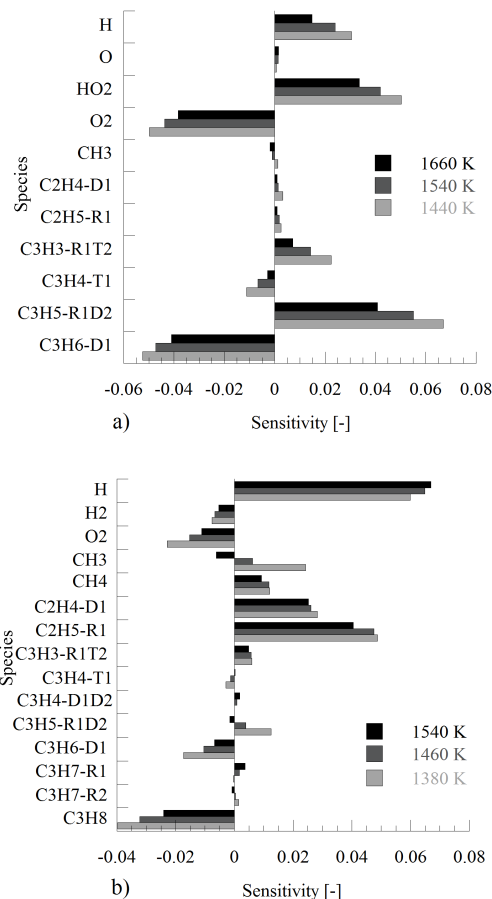 Species
H
O
HO2
O2
CH3
C2H4-D1
C2H5-R1
C3H3-R1T2
C3H4-T1
C3H5-R1D2
C3H6-D1
1660 K
1540 K
1440 K
-0.06 -0.04 -0.02 0 0.02 0.04 0.06 0.08
a) Sensitivity [-]
Species
H
H2
O2
CH3
CH4
C2H4-D1
C2H5-R1
C3H3-R1T2
C3H4-T1
C3H4-D1D2
C3H5-R1D2
C3H6-D1
C3H7-R1
C3H7-R2
C3H8
1540 K
1460 K
1380 K
-0.04 -0.02 0 0.02 0.04 0.06 0.08
b) Sensitivity [-]